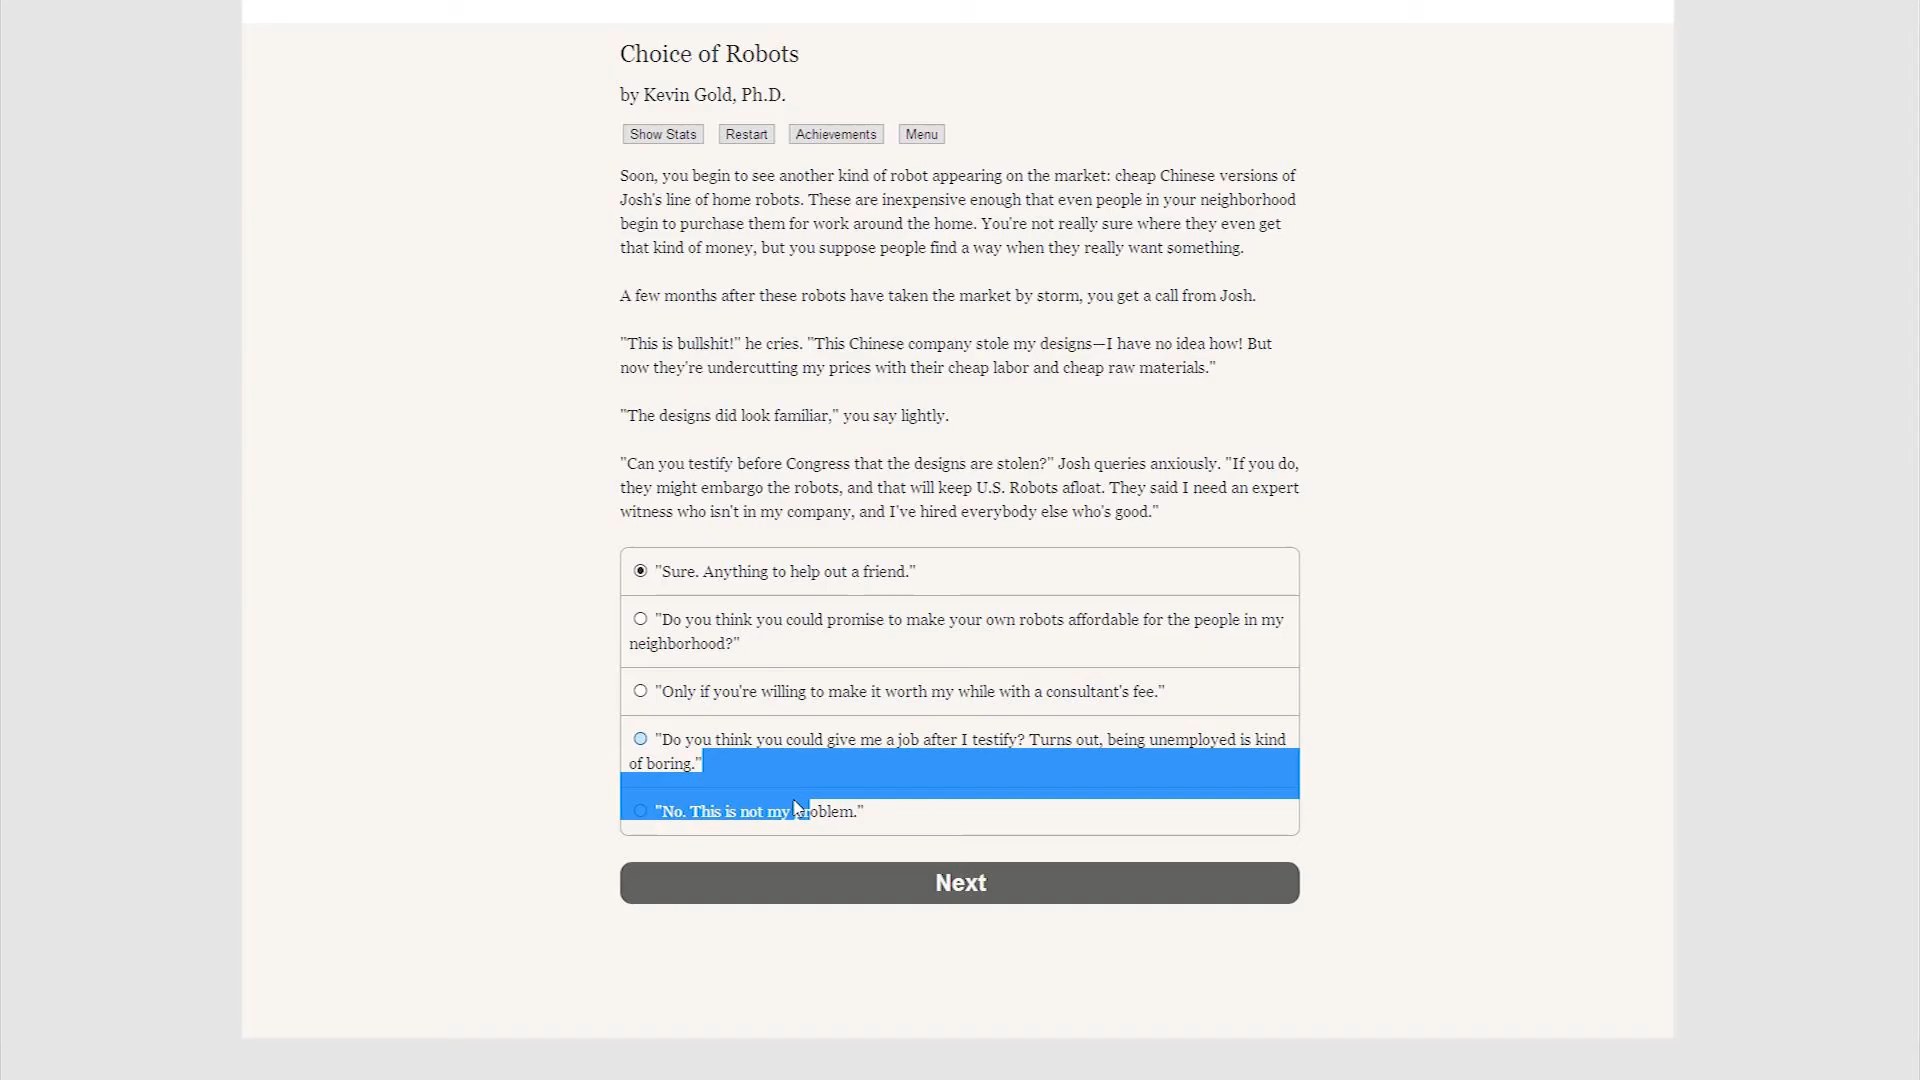 Choice of Robots
by Kevin Gold, Ph.D.
Show Stats Restart Achievements Menu
Soon, you begin to see another kind of robot appearing on the market: cheap Chinese versions of
Josh's line of home robots. These are inexpensive enough that even people in your neighborhood
begin to purchase them for work around the home. You're not really sure where they even get
that kind of money, but you suppose people find a way when they really want something.
A few months after these robots have taken the market by storm, you get a call from Josh.
"This is bullshit!" he cries. "This Chinese company stole my designs—I have no idea how! But
now they're undercutting my prices with their cheap labor and cheap raw materials."
"The designs did look familiar," you say lightly.
"Can you testify before Congress that the designs are stolen?" Josh queries anxiously. "If you do,
they might embargo the robots, and that will keep U.S. Robots afloat. They said I need an expert
witness who isn't in my company, and I've hired everybody else who's good."
"Sure. Anything to help out a friend."
"Do you think you could promise to make your own robots affordable for the people in my
neighborhood?"
"Only if you're willing to make it worth my while with a consultant's fee."
"Do you think you could give me a job after I testify? Turns out, being unemployed is kind
of boring."
"No. This is not my problem."
Next